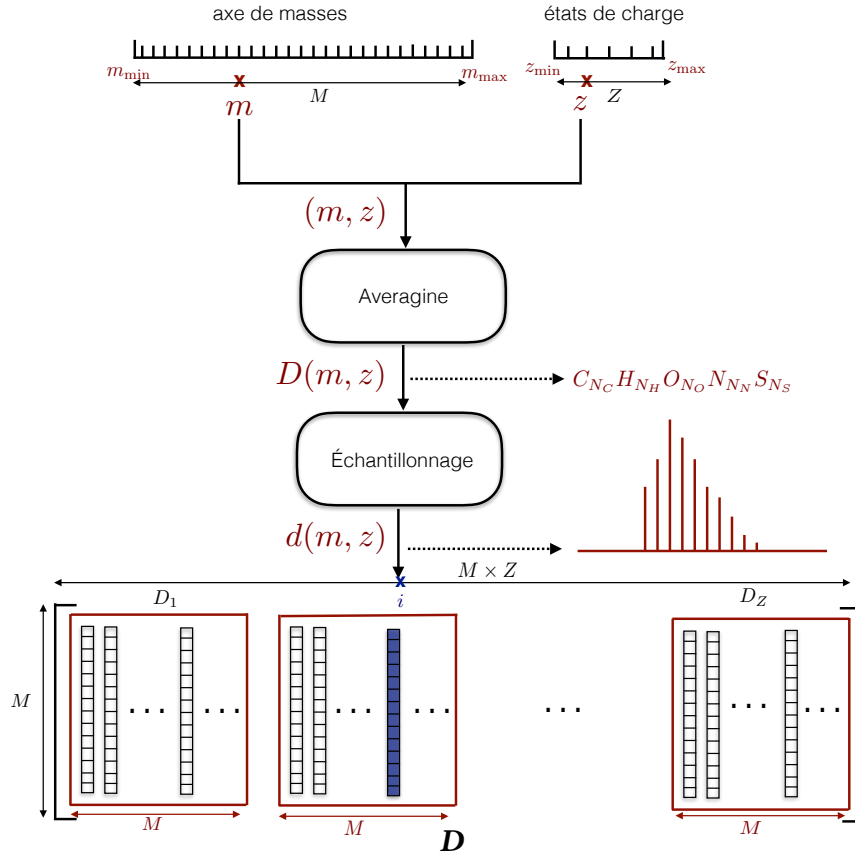 axe de masses
états de charge
m_min
m_max
z_min
z_max
M
Z
m
z
(m, z)
Averagine
D(m, z)
C_{N_C}H_{N_H}O_{N_O}N_{N_N}S_{N_S}
Échantillonnage
d(m, z)
M × Z
D_1
i
D_Z
M
... ... ... ... ... ... ...
M
M
M
D